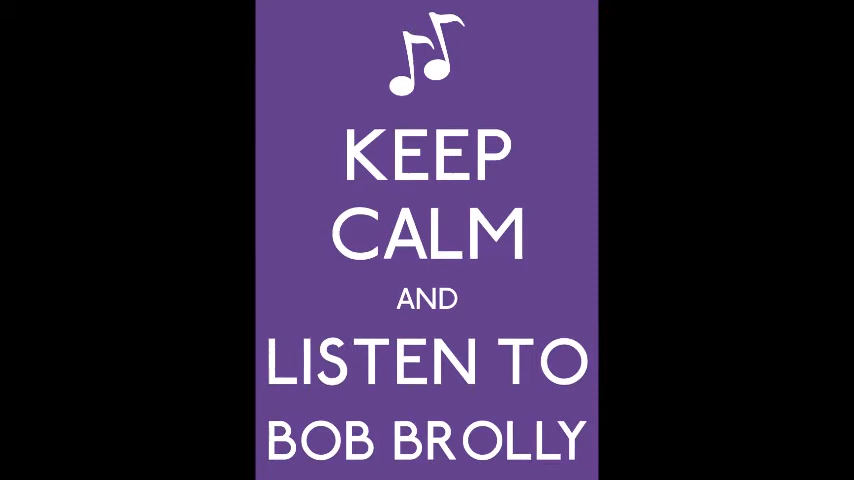 KEEP
CALM
AND
LISTEN TO
BOB BROLLY